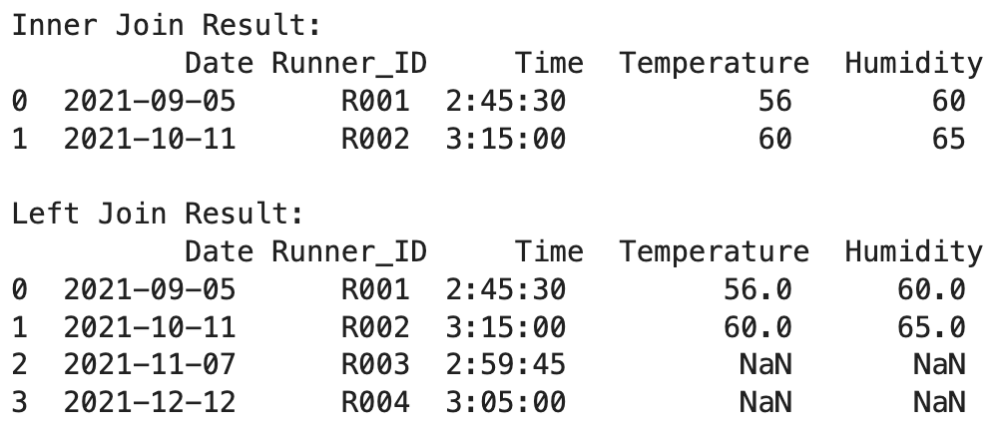 Inner Join Result:
Date Runner_ID Time Temperature Humidity
0 2021-09-05 R001 2:45:30 56 60
1 2021-10-11 R002 3:15:00 60 65
Left Join Result:
Date Runner_ID Time Temperature Humidity
0 2021-09-05 R001 2:45:30 56.0 60.0
1 2021-10-11 R002 3:15:00 60.0 65.0
2 2021-11-07 R003 2:59:45 NaN NaN
3 2021-12-12 R004 3:05:00 NaN NaN